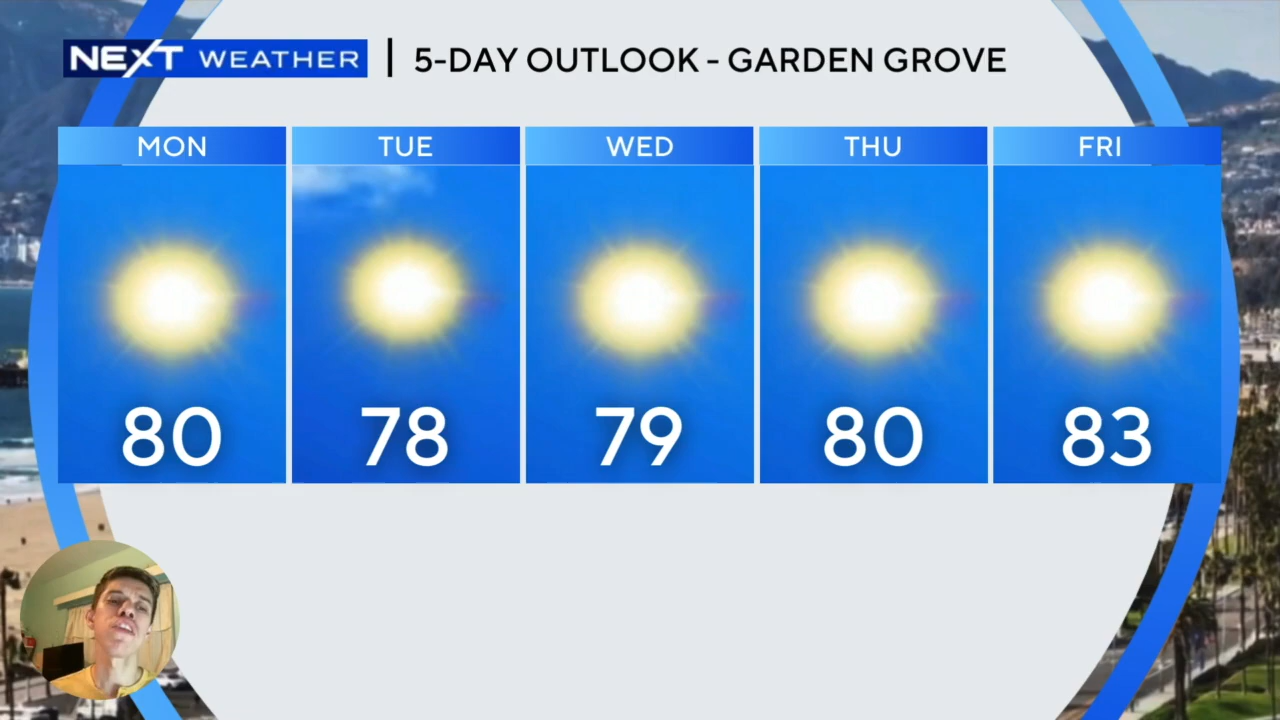 NEXT WEATHER | 5-DAY OUTLOOK - GARDEN GROVE
MON TUE WED THU FRI
80 78 79 80 83